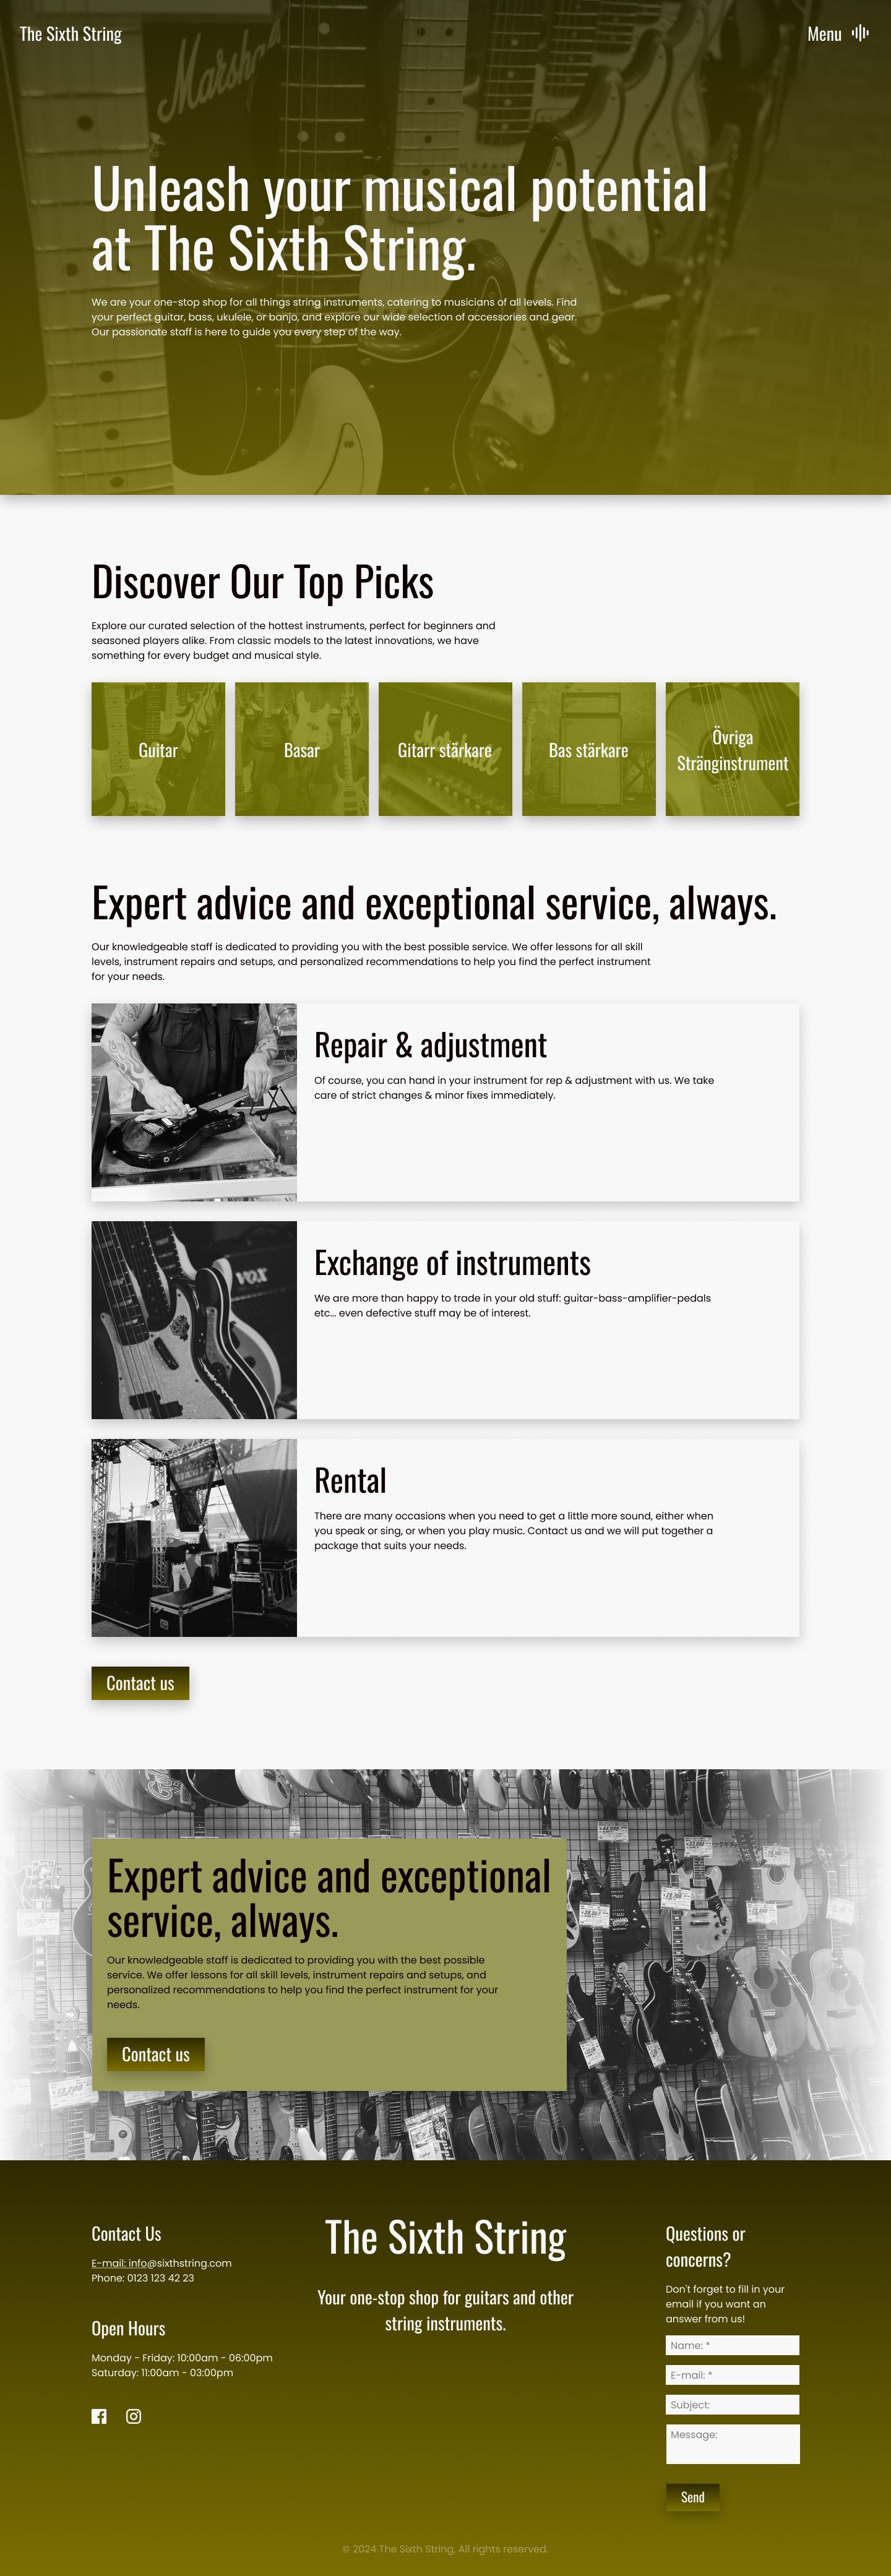 The Sixth String
Menu
Marshall
Unleash your musical potential
at The Sixth String.
We are your one-stop shop for all things string instruments, catering to musicians of all levels. Find
your perfect guitar, bass, ukulele, or banjo, and explore our wide selection of accessories and gear.
Our passionate staff is here to guide you every step of the way.
Discover Our Top Picks
Explore our curated selection of the hottest instruments, perfect for beginners and
seasoned players alike. From classic models to the latest innovations, we have
something for every budget and musical style.
Guitar
Basar
Gitarr stärkare
Marshall
Bas stärkare
Övriga
Stränginstrument
Expert advice and exceptional service, always.
Our knowledgeable staff is dedicated to providing you with the best possible service. We offer lessons for all skill
levels, instrument repairs and setups, and personalized recommendations to help you find the perfect instrument
for your needs.
Repair & adjustment
Of course, you can hand in your instrument for rep & adjustment with us. We take
care of strict changes & minor fixes immediately.
VOX
Exchange of instruments
We are more than happy to trade in your old stuff: guitar-bass-amplifier-pedals
etc... even defective stuff may be of interest.
Rental
There are many occasions when you need to get a little more sound, either when
you speak or sing, or when you play music. Contact us and we will put together a
package that suits your needs.
Contact us
Expert advice and exceptional
service, always.
Our knowledgeable staff is dedicated to providing you with the best possible
service. We offer lessons for all skill levels, instrument repairs and setups, and
personalized recommendations to help you find the perfect instrument for your
needs.
Contact us
Contact Us
E-mail: info@sixthstring.com
Phone: 0123 123 42 23
Open Hours
Monday - Friday: 10:00am - 06:00pm
Saturday: 11:00am - 03:00pm
The Sixth String
Your one-stop shop for guitars and other
string instruments.
Questions or
concerns?
Don't forget to fill in your
email if you want an
answer from us!
Name: *
E-mail: *
Subject:
Message:
Send
© 2024 The Sixth String, All rights reserved.